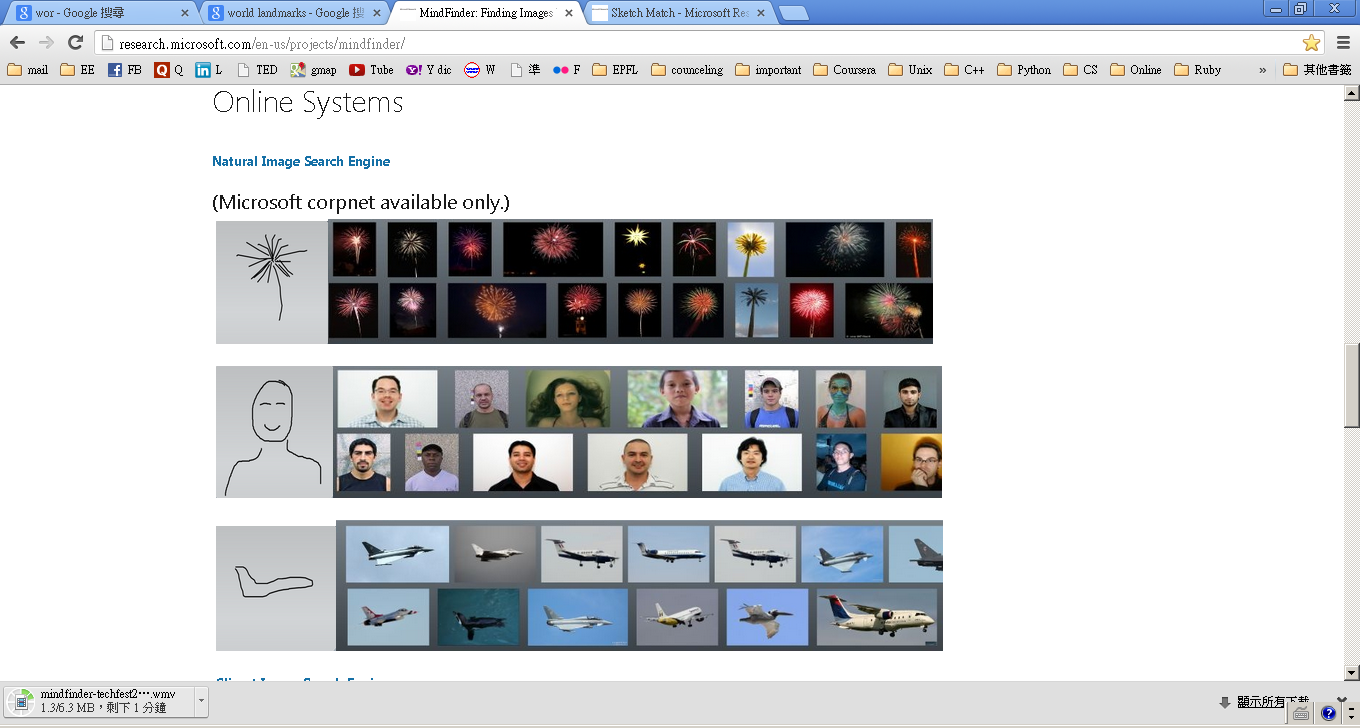 wor - Google 搜尋
world landmarks - Google 搜
MindFinder: Finding Images
Sketch Match - Microsoft Res
research.microsoft.com/en-us/projects/mindfinder/
mail EE FB Q L TED gmap Tube Y dic W 準 F EPFL counceling important Coursera Unix C++ Python CS Online Ruby » 其他書籤
Online Systems
Natural Image Search Engine
(Microsoft corpnet available only.)
mindfinder-techfest2….wmv
1.3/6.3 MB，剩下 1 分鐘
顯示所有下載